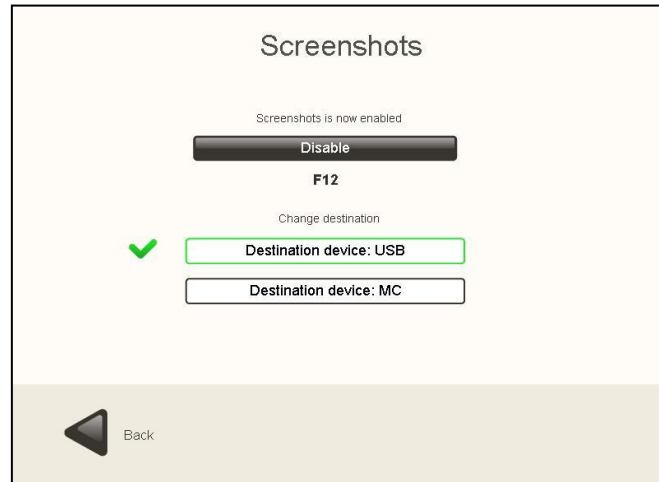 Screenshots
Screenshots is now enabled
Disable
F12
Change destination
Destination device: USB
Destination device: MC
Back